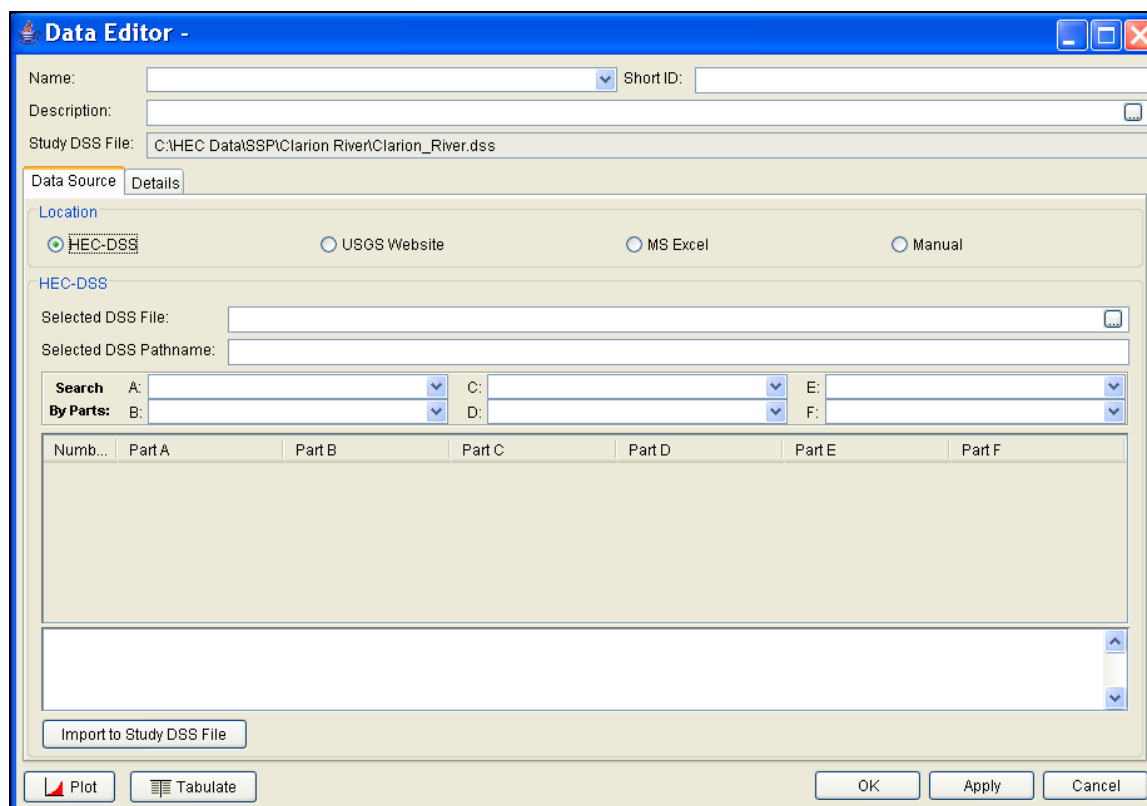 Data Editor -
Name: Short ID:
Description: ...
Study DSS File: C:\HEC Data\SSP\Clarion River\Clarion_River.dss
Data Source Details
Location
HEC-DSS USGS Website MS Excel Manual
HEC-DSS
Selected DSS File: ...
Selected DSS Pathname:
Search A: C: E:
By Parts: B: D: F:
Numb... Part A Part B Part C Part D Part E Part F
Import to Study DSS File
Plot Tabulate OK Apply Cancel